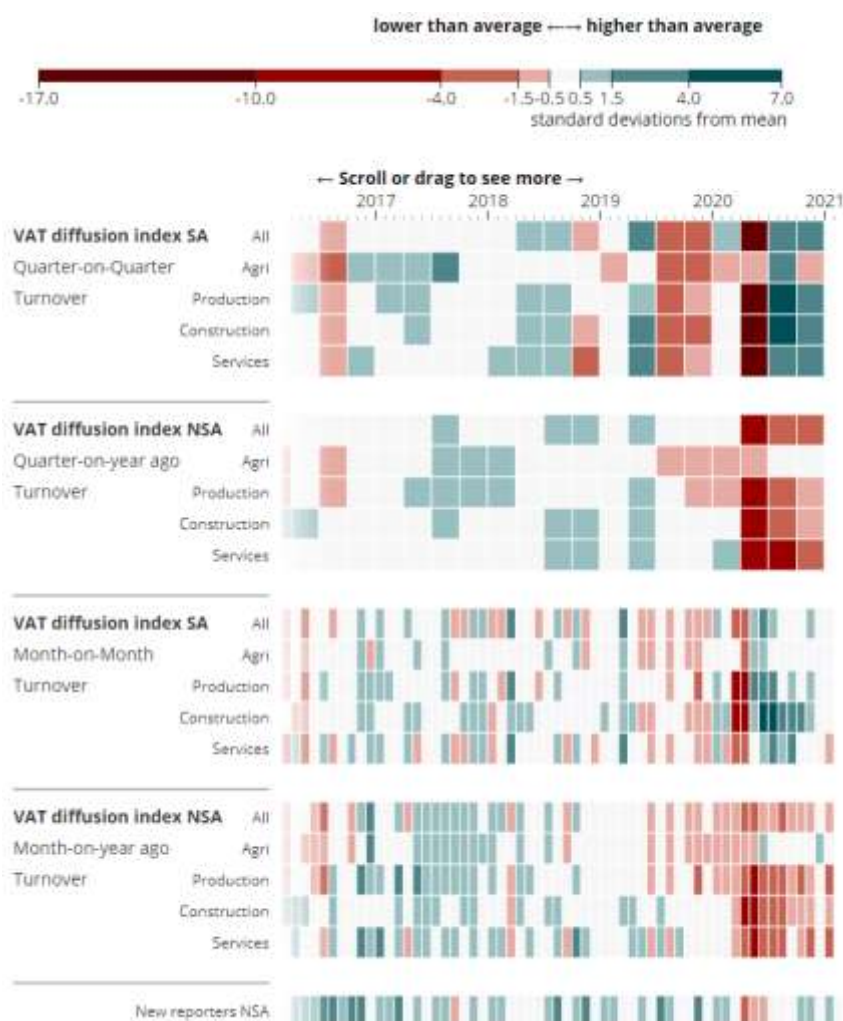 lower than average ←→ higher than average
-17.0 -10.0 -4.0 -1.5 -0.5 0.5 1.5 4.0 7.0
standard deviations from mean
← Scroll or drag to see more →
2017 2018 2019 2020 2021
VAT diffusion index SA All
Quarter-on-Quarter Agri
Turnover Production
Construction
Services
VAT diffusion index NSA All
Quarter-on-year ago Agri
Turnover Production
Construction
Services
VAT diffusion index SA All
Month-on-Month Agri
Turnover Production
Construction
Services
VAT diffusion index NSA All
Month-on-year ago Agri
Turnover Production
Construction
Services
New reporters NSA